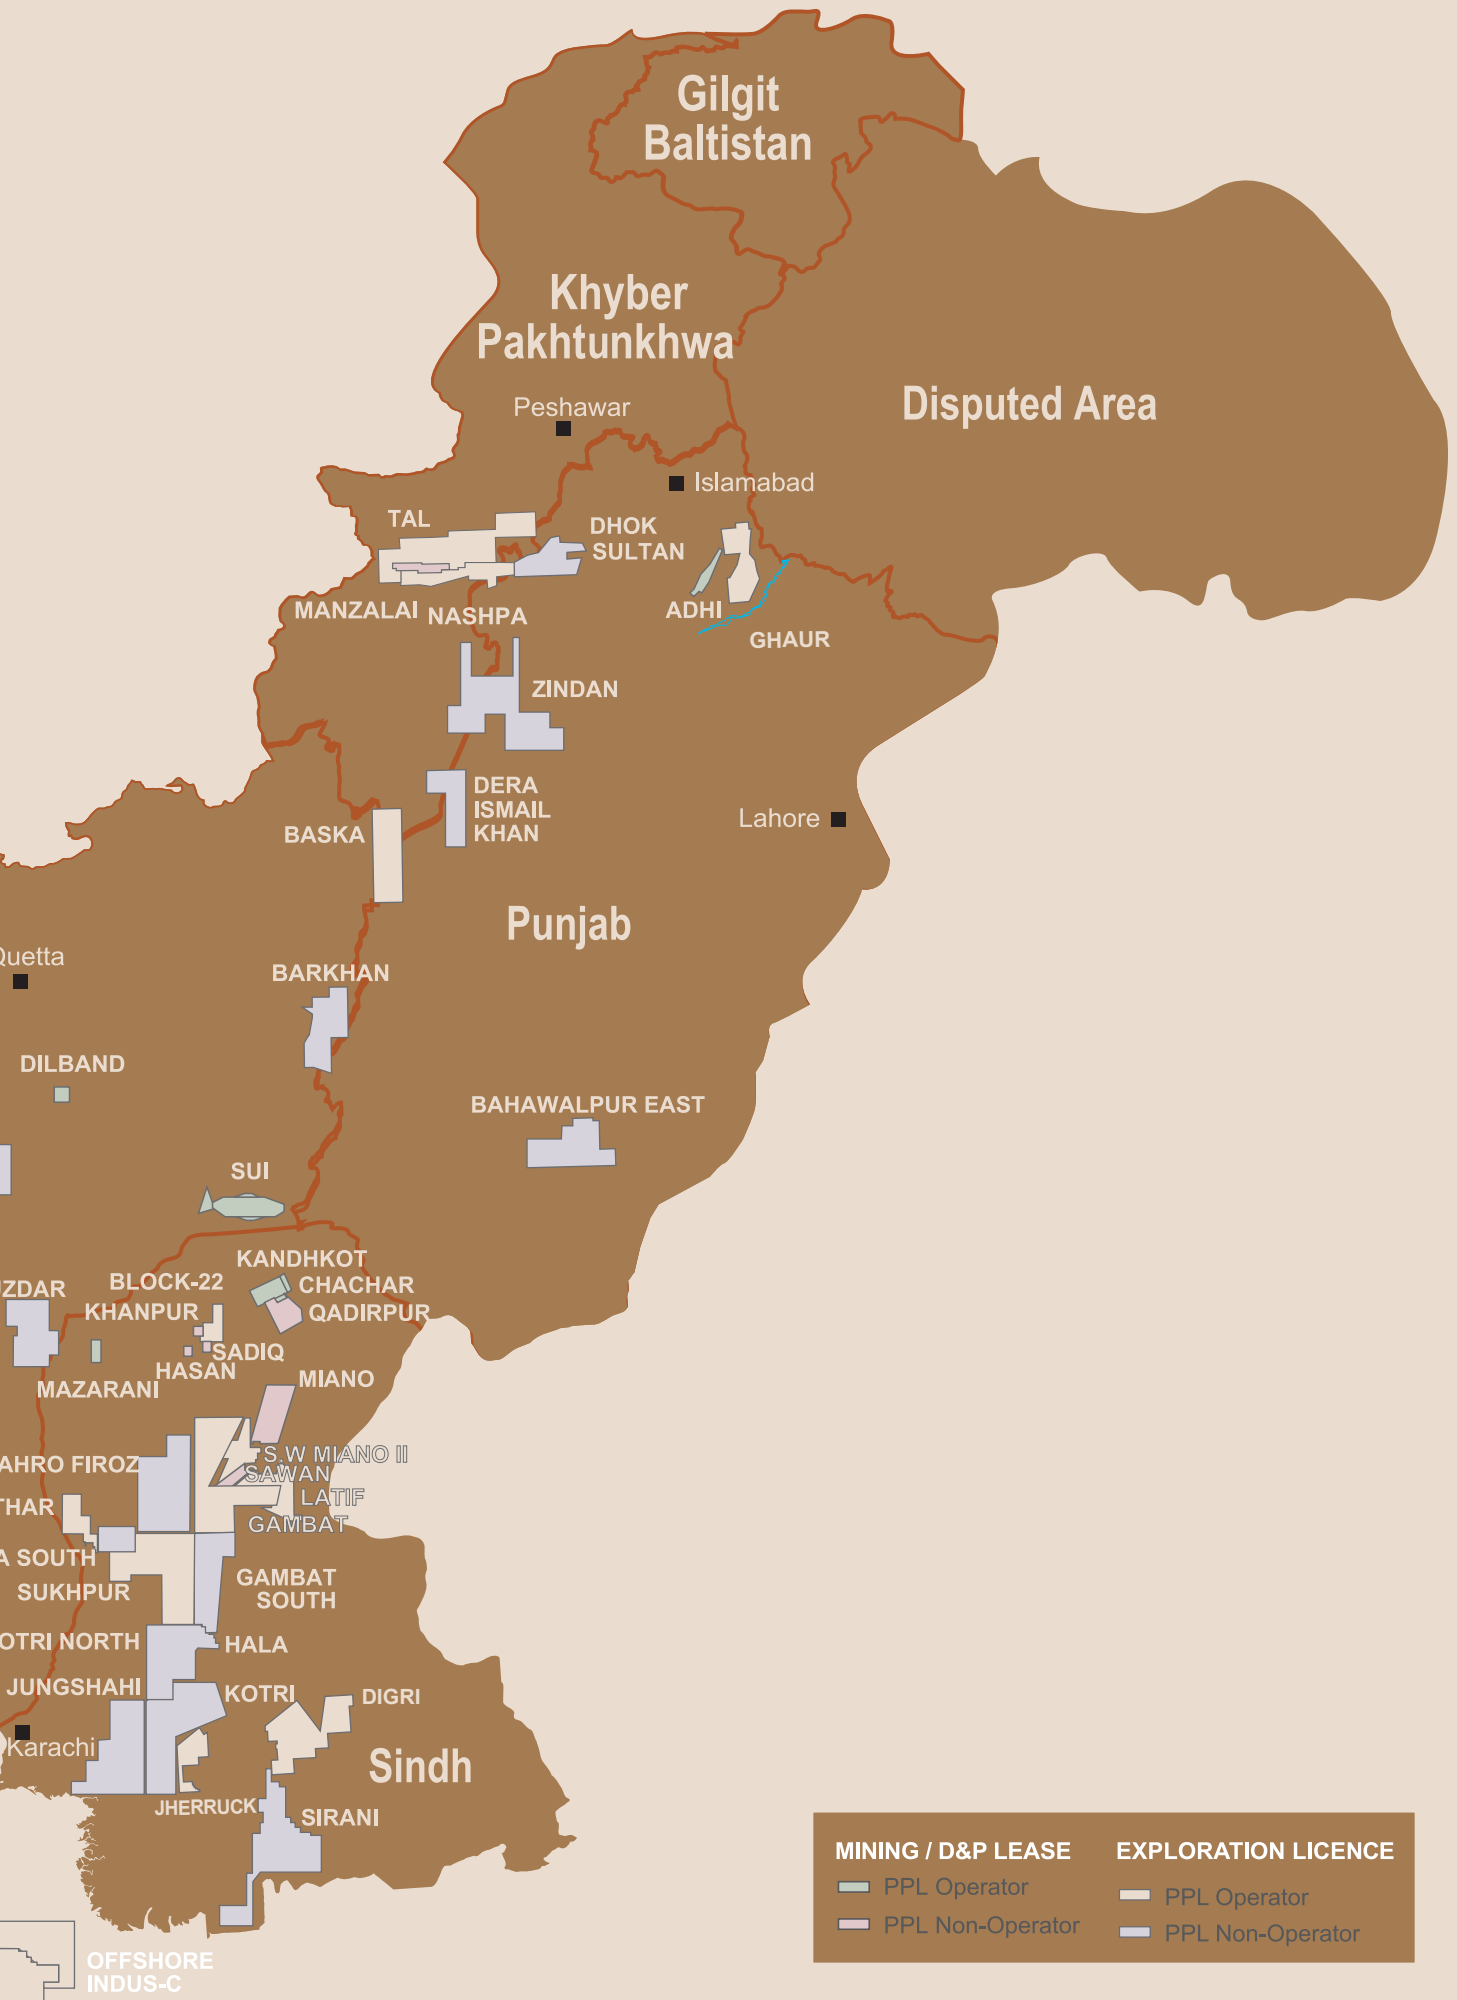 Gilgit
Baltistan
Khyber
Pakhtunkhwa
Disputed Area
Peshawar
Islamabad
TAL
DHOK
SULTAN
MANZALAI
NASHPA
ADHI
GHAUR
ZINDAN
DERA
ISMAIL
KHAN
BASKA
Lahore
Punjab
Quetta
BARKHAN
DILBAND
BAHAWALPUR EAST
SUI
KANDHKOT
BLOCK-22
CHACHAR
ZDAR
KHANPUR
QADIRPUR
SADIQ
HASAN
MAZARANI
MIANO
AHRO FIROZ
S.W MIANO II
SAWAN
LATIF
THAR
GAMBAT
A SOUTH
SUKHPUR
GAMBAT
SOUTH
OTRI NORTH
HALA
JUNGSHAHI
KOTRI
DIGRI
Karachi
Sindh
JHERRUCK
SIRANI
MINING / D&P LEASE
PPL Operator
PPL Non-Operator
EXPLORATION LICENCE
PPL Operator
PPL Non-Operator
OFFSHORE
INDUS-C